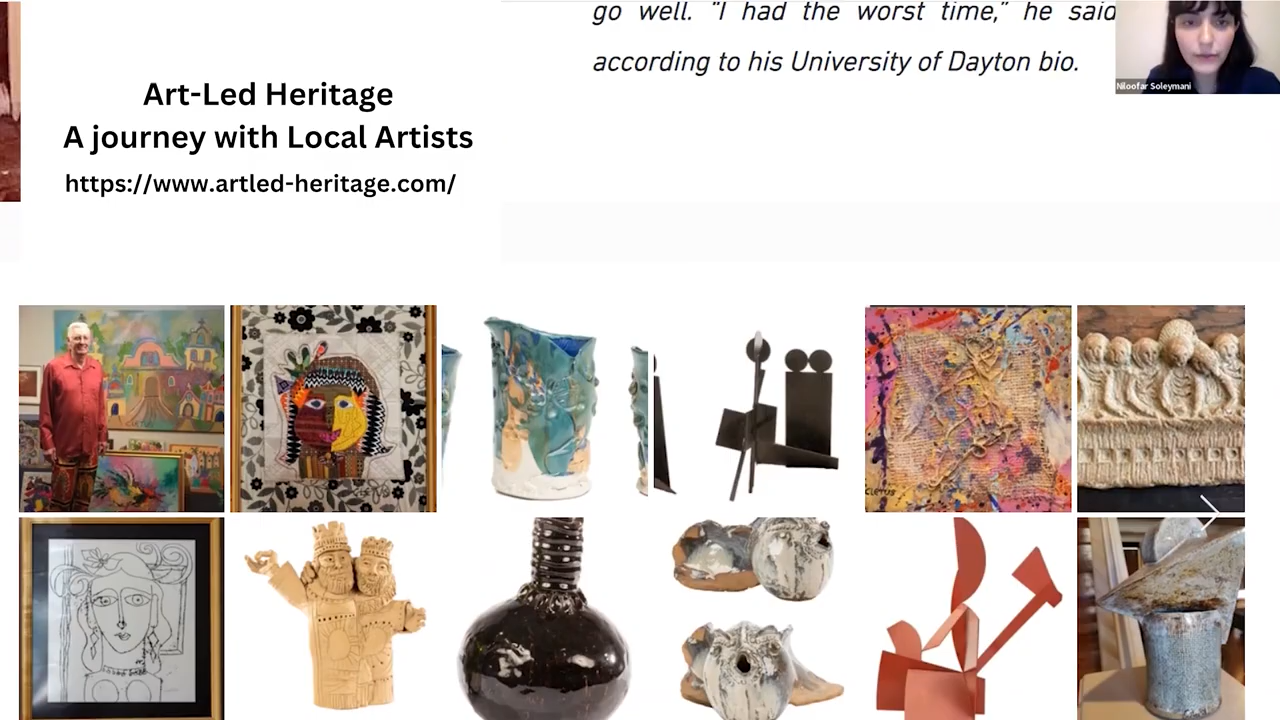 go well. "I had the worst time," he said
according to his University of Dayton bio.
Niloofar Soleymani
Art-Led Heritage
A journey with Local Artists
https://www.artled-heritage.com/
CLETUS